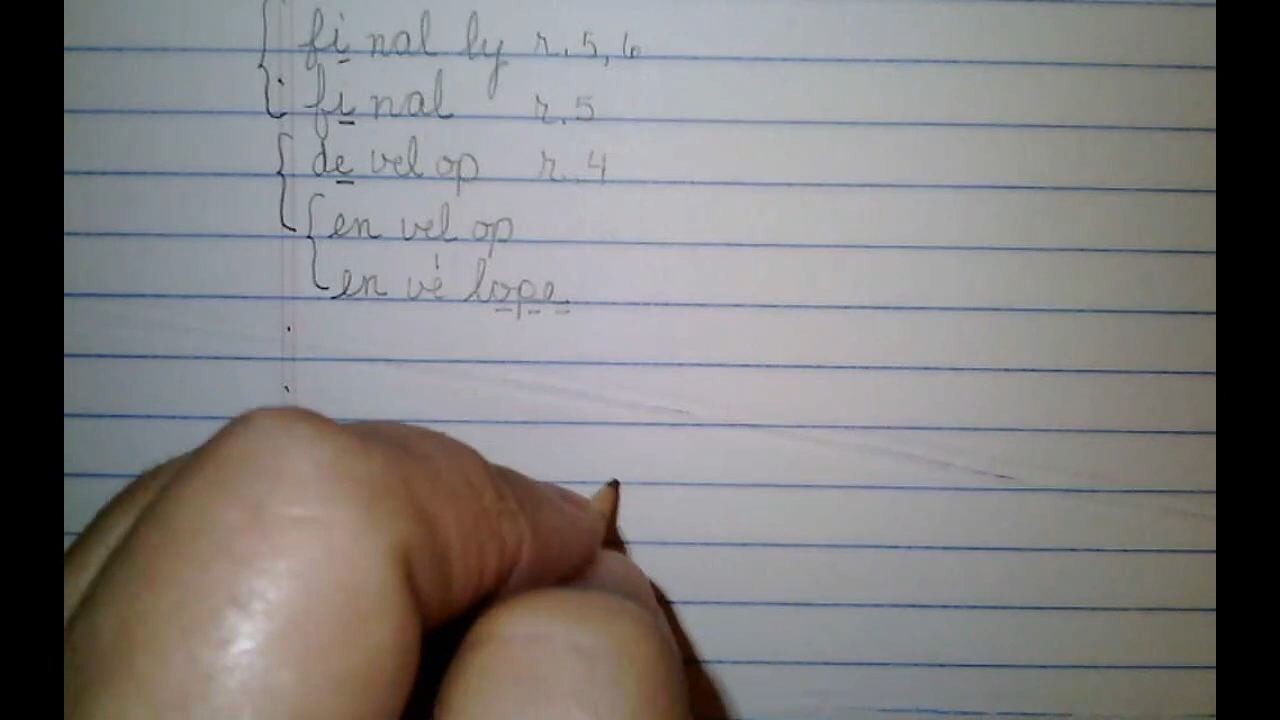 fi nal ly r. 5, 6
fi nal r. 5
de vel op r. 4
en vel op
en vé lope